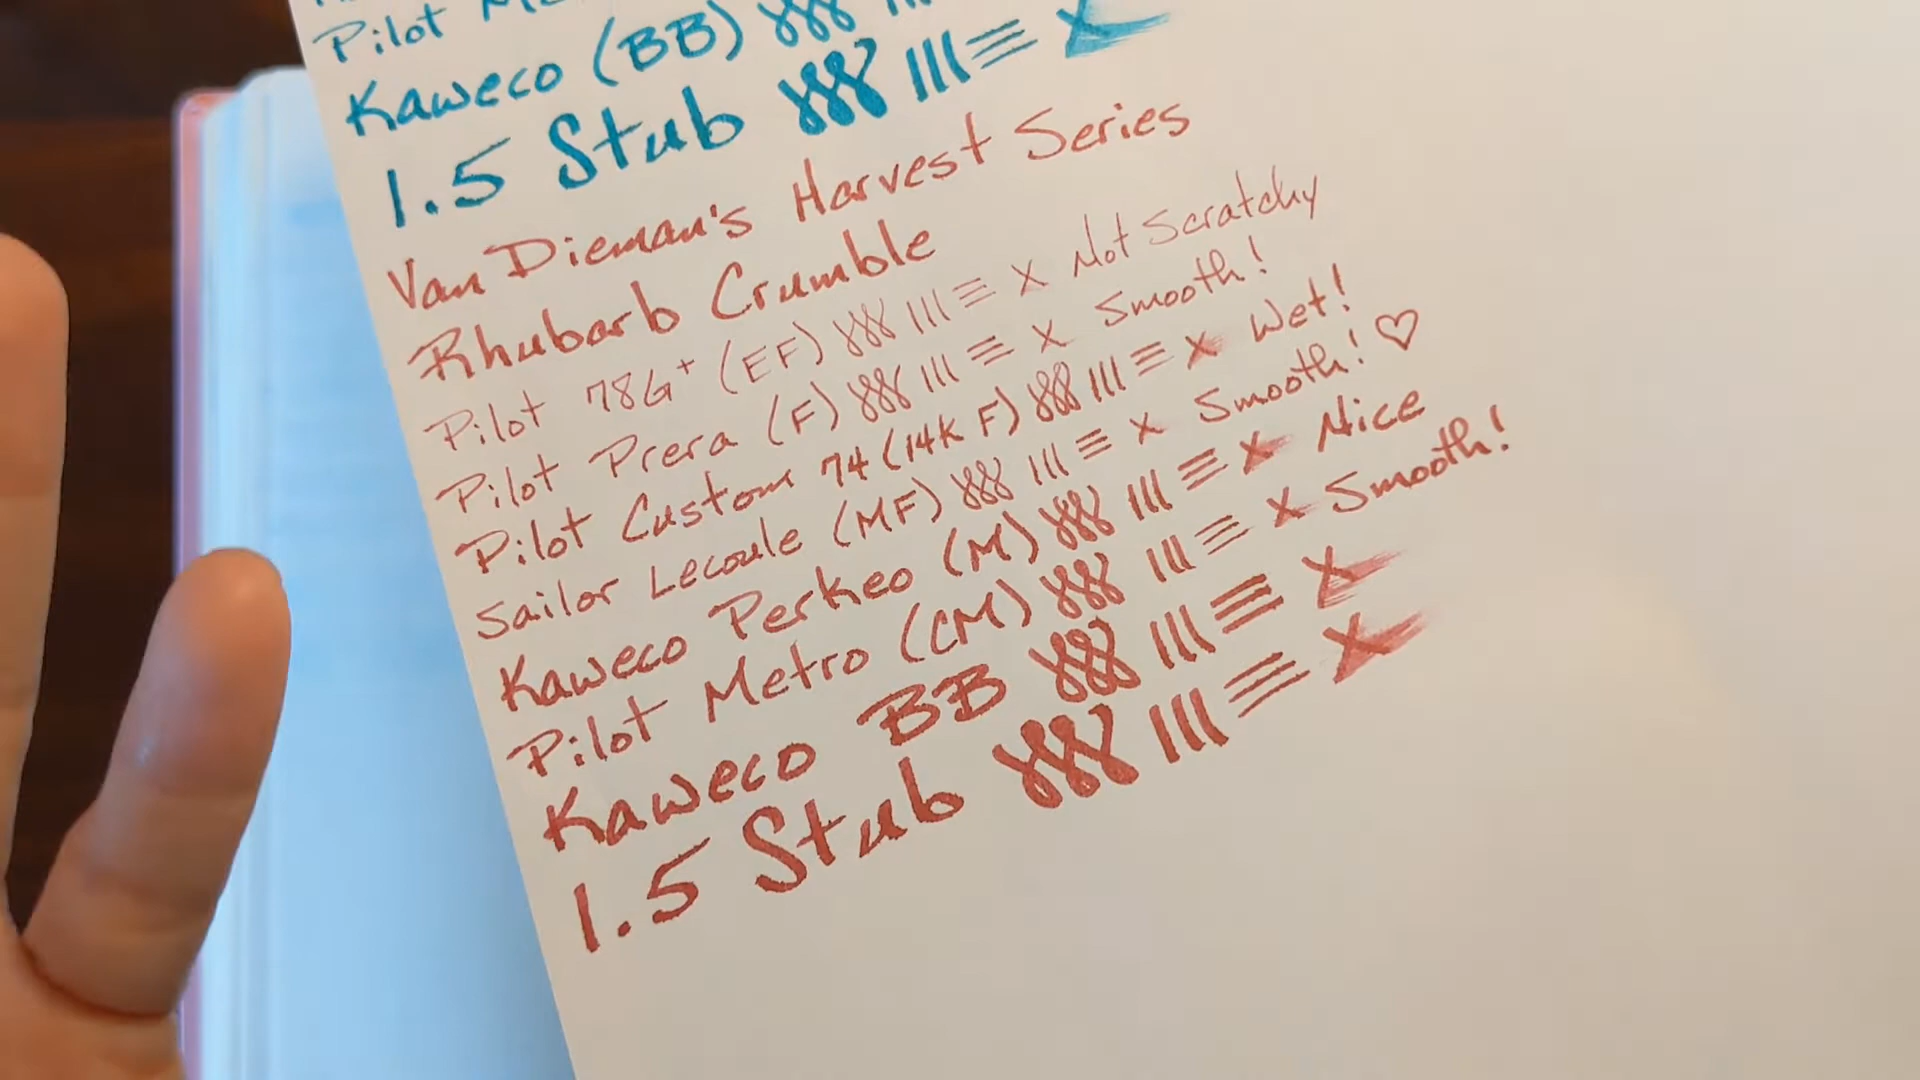 Pilot
Kaweco (BB)
1.5 Stub
Van Dieman's Harvest Series
Rhubarb Crumble
Pilot 78G+ (EF) ||| ≡ X Not Scratchy
Pilot Prera (F) ||| ≡ X Smooth!
Pilot Custom 74 (14K F) ||| ≡ X Wet!
Sailor Lecoule (MF) ||| ≡ X Smooth! ♡
Kaweco Perkeo (M) ||| ≡ X Nice
Pilot Metro (CM) ||| ≡ X Smooth!
Kaweco BB ||| ≡ X
1.5 Stub ||| ≡ X